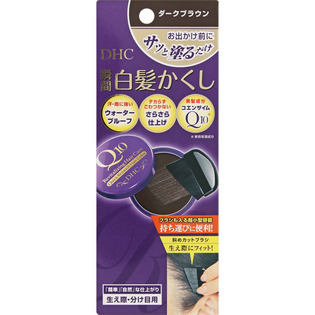 ダークブラウン
お出かけ前に
サッと塗るだけ
DHC
瞬間
白髪かくし
汗・雨に強い
ウォーター
プルーフ
テカらず
ごわつかない
さらさら
仕上げ
美髪成分
コエンザイム
Q10*
Q10
DHC
ブラシも入る超小型容器
持ち運びに便利!
斜めカットブラシ
生え際にフィット!
「簡単」「自然」な仕上がり
生え際・分け目用